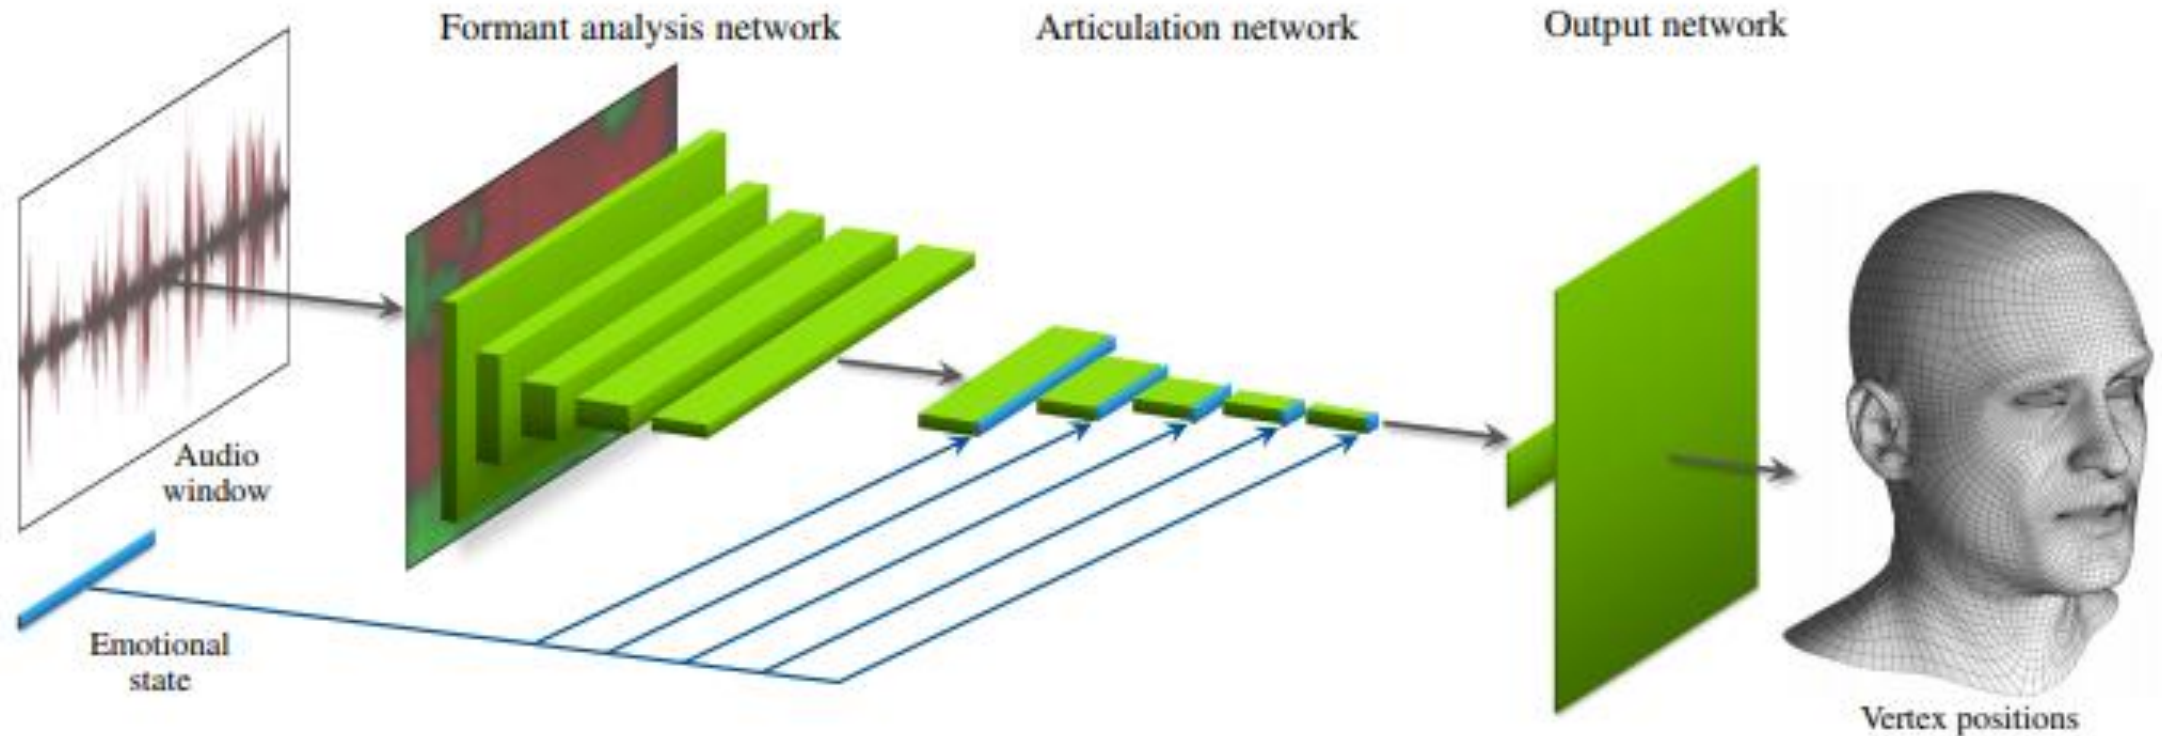 Formant analysis network
Articulation network
Output network
Audio
window
Emotional
state
Vertex positions